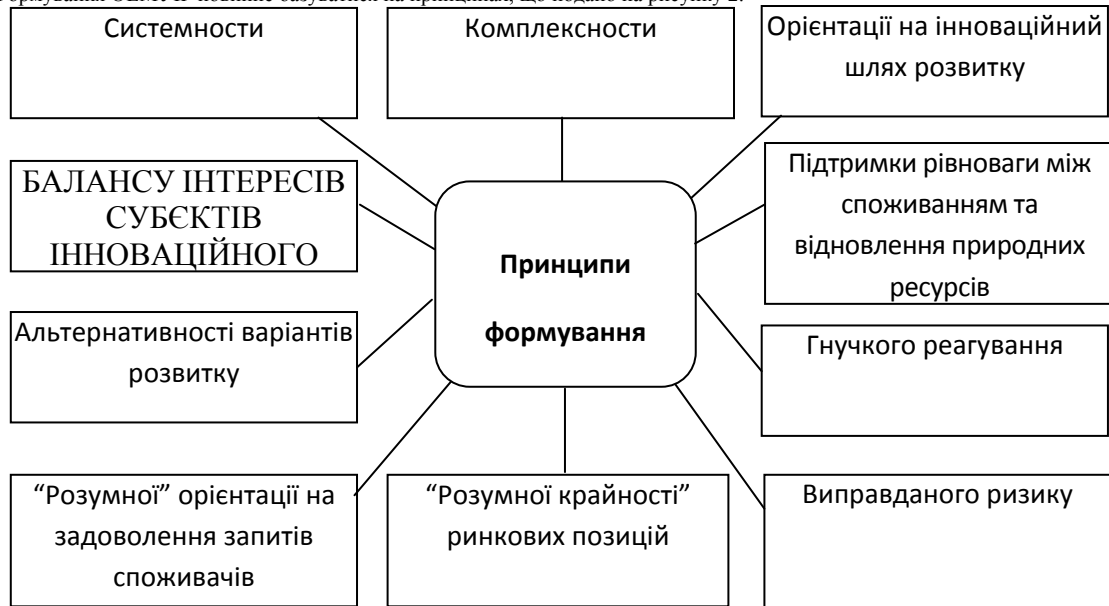 Системности
Комплексности
Орієнтації на інноваційний
шлях розвитку
БАЛАНСУ ІНТЕРЕСІВ
СУБЄКТІВ
ІННОВАЦІЙНОГО
Підтримки рівноваги між
споживанням та
відновлення природних
ресурсів
Принципи
формування
Альтернативності варіантів
розвитку
Гнучкого реагування
“Розумної” орієнтації на
задоволення запитів
споживачів
“Розумної крайності”
ринкових позицій
Виправданого ризику